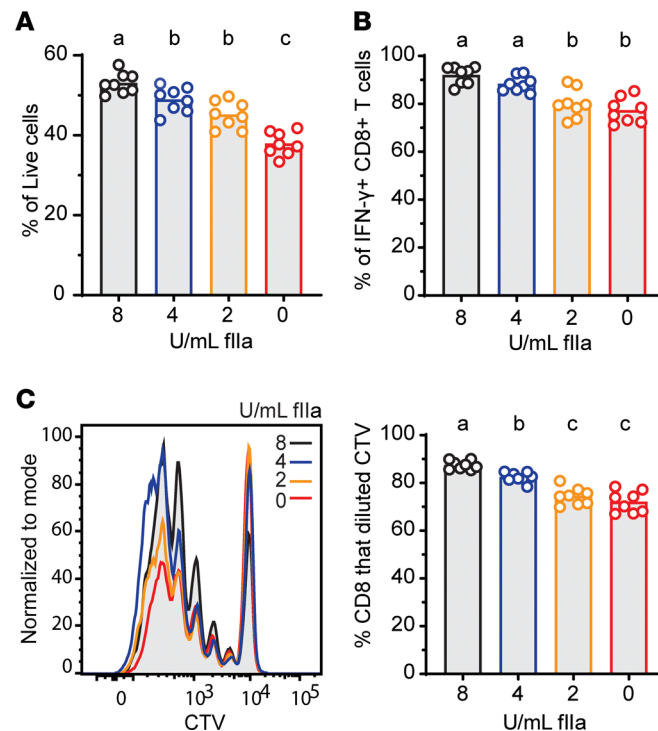 A
% of Live cells
60
40
20
0
a b b c
8 4 2 0
U/mL fIIa
B
% of IFN-γ+ CD8+ T cells
100
80
60
40
20
0
a a b b
8 4 2 0
U/mL fIIa
C
U/mL fIIa
8
4
2
0
Normalized to mode
100
80
60
40
20
0
0 10³ 10⁴ 10⁵
CTV
% CD8 that diluted CTV
100
80
60
40
20
0
a b c c
8 4 2 0
U/mL fIIa